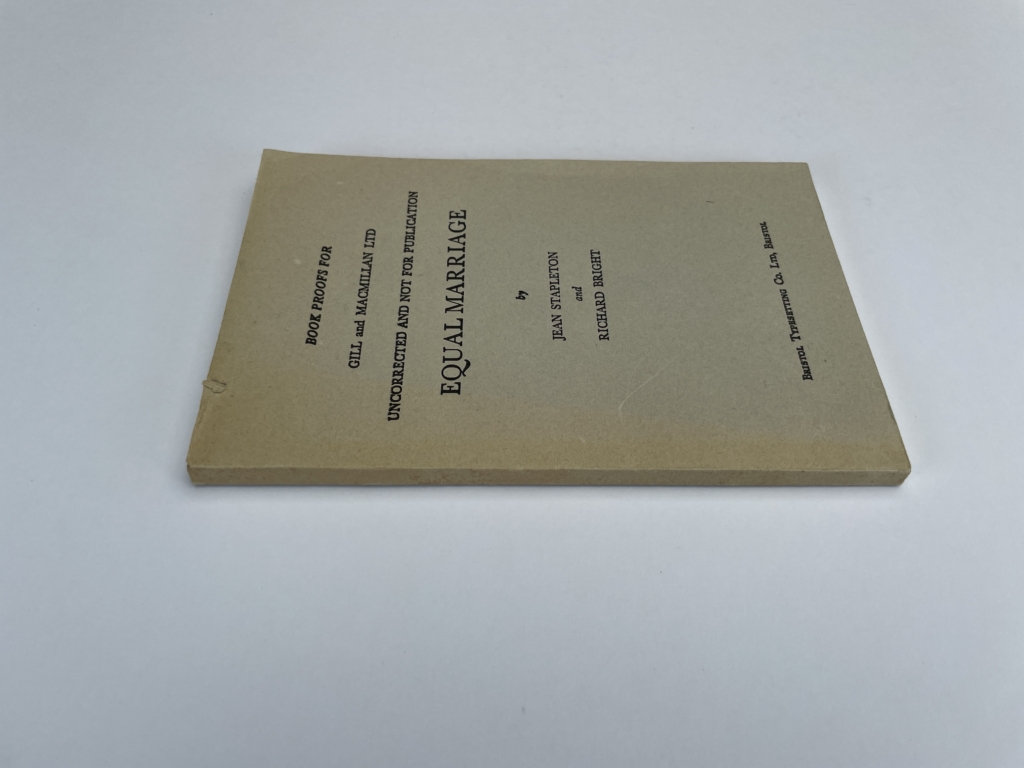 BOOK PROOFS FOR
GILL and MACMILLAN LTD
UNCORRECTED AND NOT FOR PUBLICATION
EQUAL MARRIAGE
by
JEAN STAPLETON
and
RICHARD BRIGHT
BRISTOL TYPESETTING CO. LTD, BRISTOL